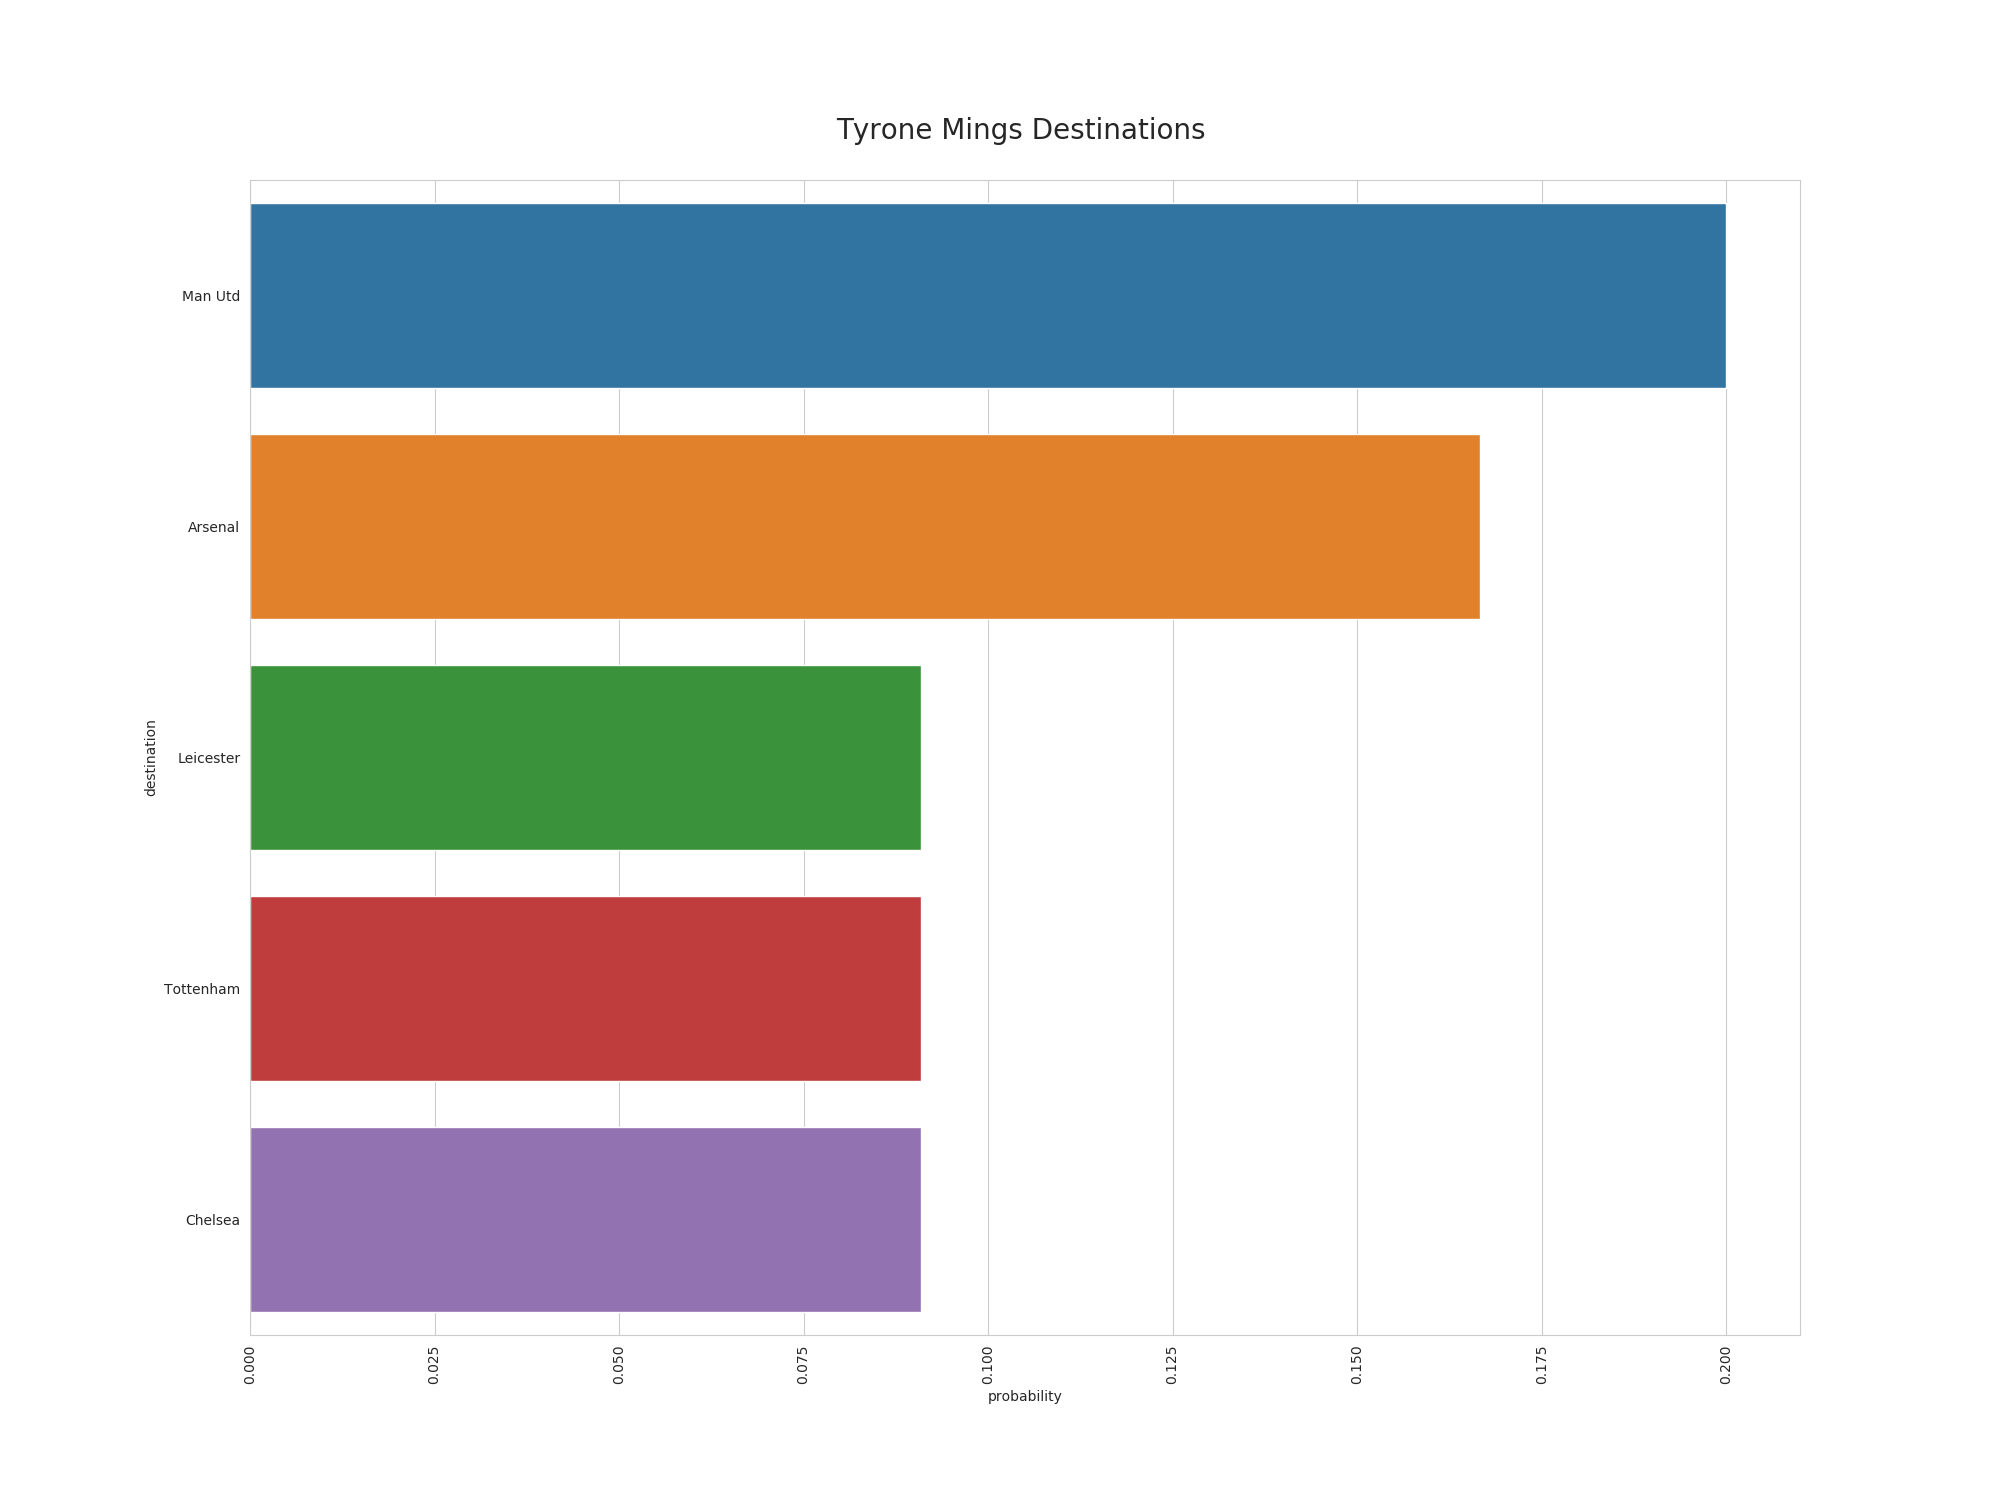 Tyrone Mings Destinations
Man Utd
Arsenal
Leicester
Tottenham
Chelsea
destination
0.000
0.025
0.050
0.075
0.100
0.125
0.150
0.175
0.200
probability